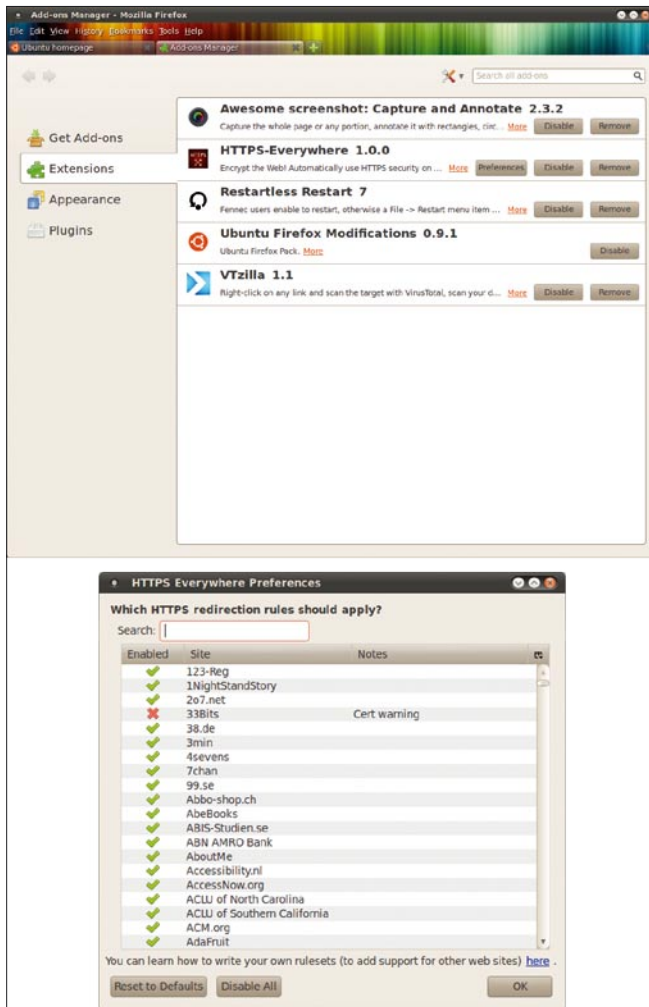 Add-ons Manager - Mozilla Firefox
File Edit View History Bookmarks Tools Help
Ubuntu homepage Add-ons Manager
Search all add-ons
Get Add-ons
Extensions
Appearance
Plugins
Awesome screenshot: Capture and Annotate 2.3.2
Capture the whole page or any portion, annotate it with rectangles, circ... More Disable Remove
HTTPS-Everywhere 1.0.0
Encrypt the Web! Automatically use HTTPS security on ... More Preferences Disable Remove
Restartless Restart 7
Fennec users enable to restart, otherwise a File -> Restart menu item ... More Disable Remove
Ubuntu Firefox Modifications 0.9.1
Ubuntu Firefox Pack. More Disable
VTzilla 1.1
Right-click on any link and scan the target with VirusTotal, scan your d... More Disable Remove
HTTPS Everywhere Preferences
Which HTTPS redirection rules should apply?
Search:
Enabled Site Notes
123-Reg
1NightStandStory
2o7.net
33Bits Cert warning
38.de
3min
4sevens
7chan
99.se
Abbo-shop.ch
AbeBooks
ABIS-Studien.se
ABN AMRO Bank
AboutMe
Accessibility.nl
AccessNow.org
ACLU of North Carolina
ACLU of Southern California
ACM.org
AdaFruit
You can learn how to write your own rulesets (to add support for other web sites) here .
Reset to Defaults Disable All OK